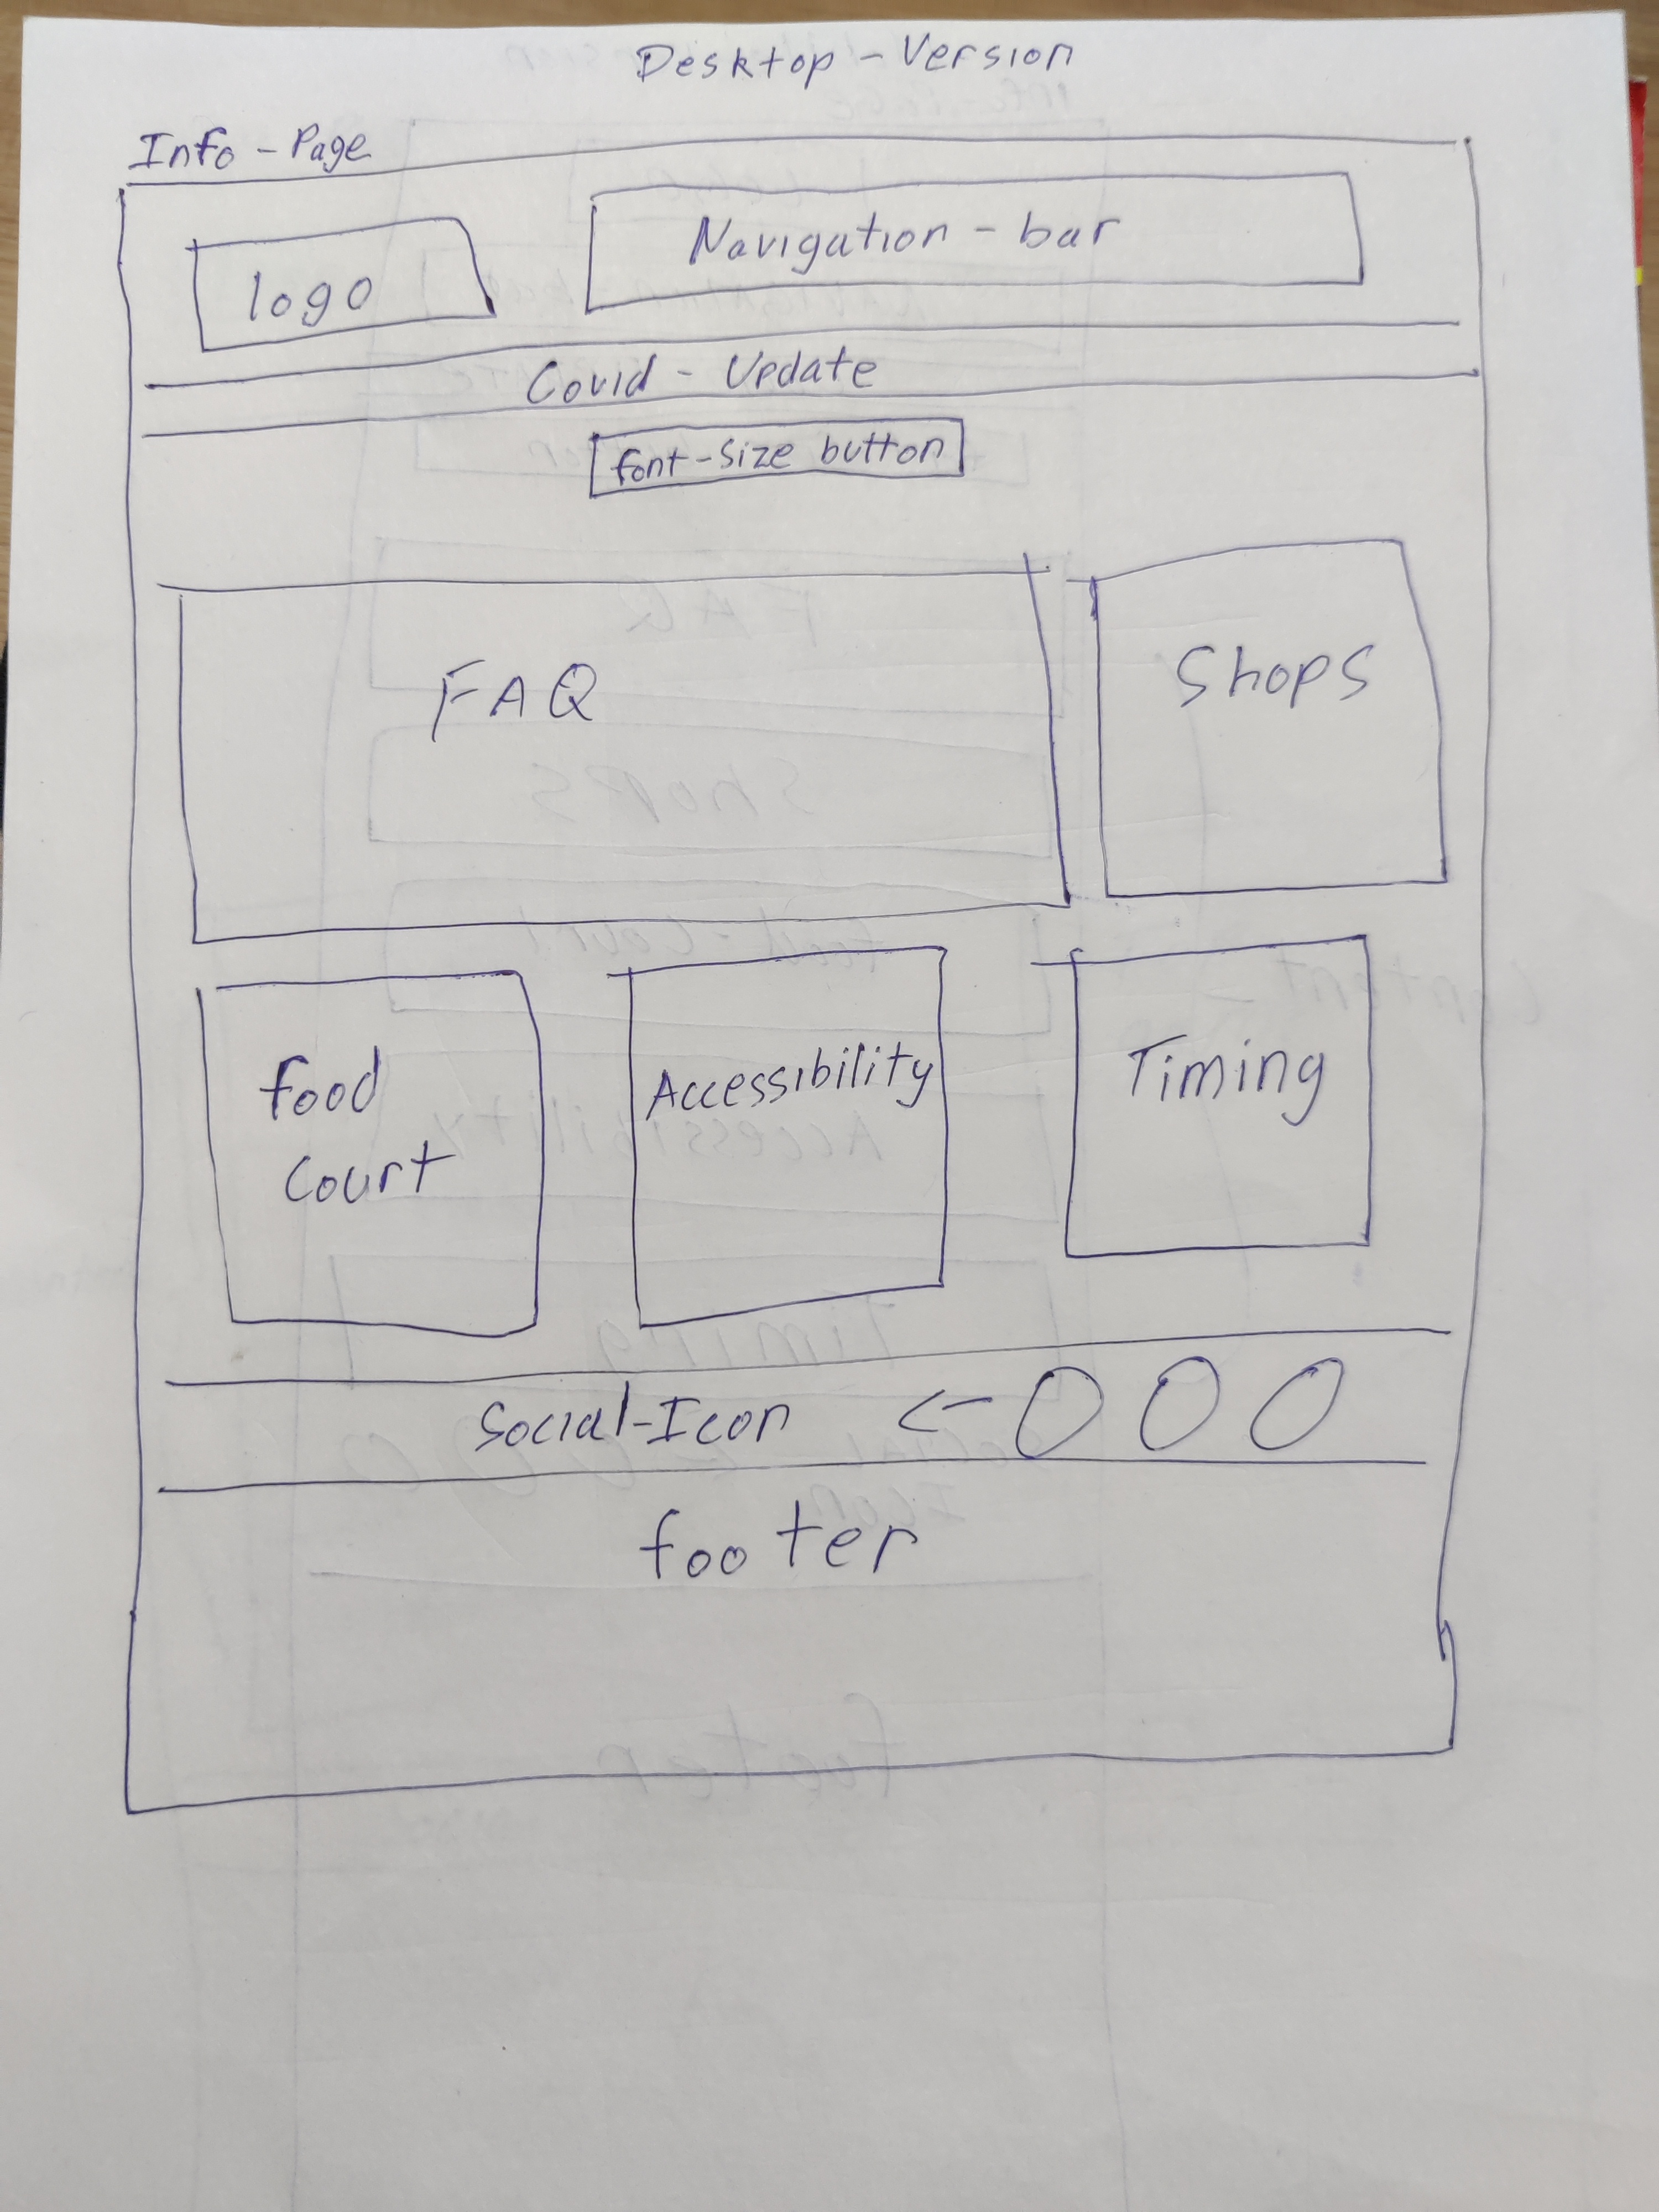 Desktop - Version
Info - Page
logo
Navigation - bar
Covid - Update
font-size button
FAQ
Shops
food
Court
Accessibility
Timing
Social-Icon
footer